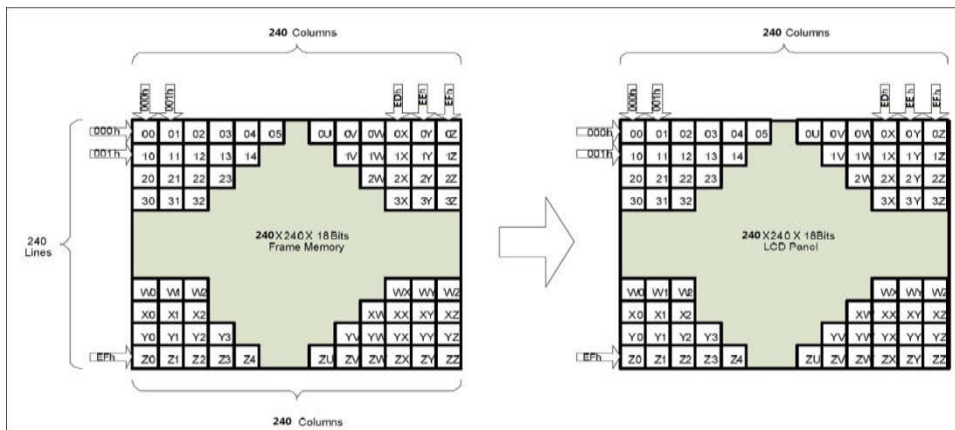 240 Columns
240 Columns
000h 001h EDh EEh EFh
000h 001h EDh EEh EFh
000h 00 01 02 03 04 05 0U 0V 0W 0X 0Y 0Z
000h 00 01 02 03 04 05 0U 0V 0W 0X 0Y 0Z
001h 10 11 12 13 14 1V 1W 1X 1Y 1Z
001h 10 11 12 13 14 1V 1W 1X 1Y 1Z
20 21 22 23 2W 2X 2Y 2Z
20 21 22 23 2W 2X 2Y 2Z
30 31 32 3X 3Y 3Z
30 31 32 3X 3Y 3Z
240 Lines
240 X 240 X 18Bits
Frame Memory
240 X 240 X 18Bits
LCD Panel
W0 W1 W2 WX WY WZ
W0 W1 W2 WX WY WZ
X0 X1 X2 XW XX XY XZ
X0 X1 X2 XW XX XY XZ
Y0 Y1 Y2 Y3 YV YW YX YY YZ
Y0 Y1 Y2 Y3 YV YW YX YY YZ
EFh Z0 Z1 Z2 Z3 Z4 ZU ZV ZW ZX ZY ZZ
EFh Z0 Z1 Z2 Z3 Z4 ZU ZV ZW ZX ZY ZZ
240 Columns